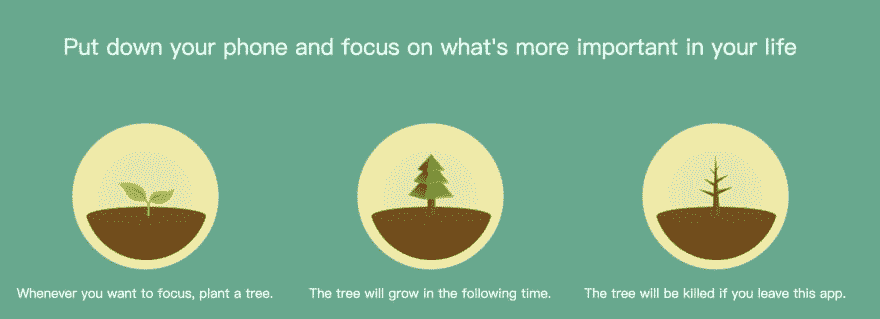 Put down your phone and focus on what's more important in your life
Whenever you want to focus, plant a tree.
The tree will grow in the following time.
The tree will be killed if you leave this app.